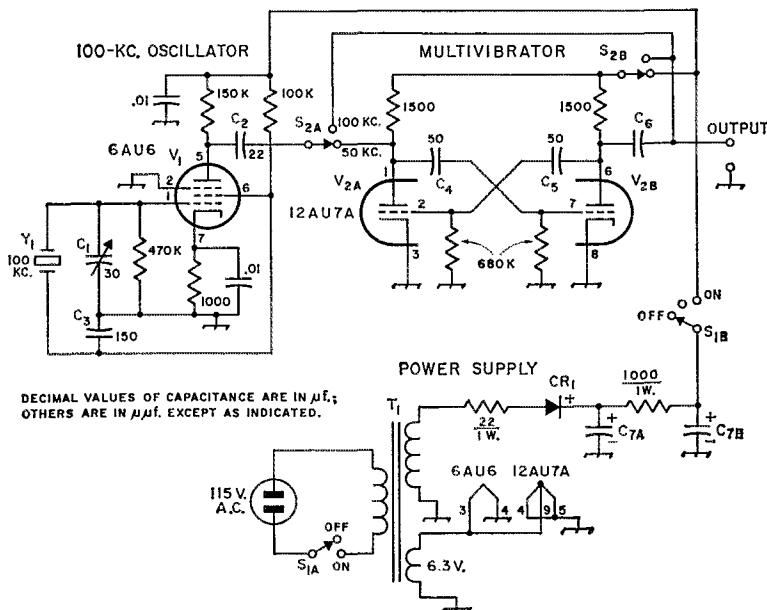 100-KC. OSCILLATOR
MULTIVIBRATOR
S2B
.01
150K
100K
C2
22
S2A
100 KC.
50 KC.
1500
1500
C6
OUTPUT
6AU6
V1
5
2
1
6
7
50
C4
50
C5
1
V2A
12AU7A
2
3
6
V2B
7
8
Y1
100
KC.
C1
30
470K
.01
1000
680K
C3
150
ON
OFF
S1B
POWER SUPPLY
DECIMAL VALUES OF CAPACITANCE ARE IN μf.;
OTHERS ARE IN μμf. EXCEPT AS INDICATED.
T1
22
1W.
CR1
+
1000
1W.
+
C7A
-
+
C7B
-
115 V.
A.C.
OFF
ON
S1A
6AU6
12AU7A
3
4
4
9
5
6.3V.